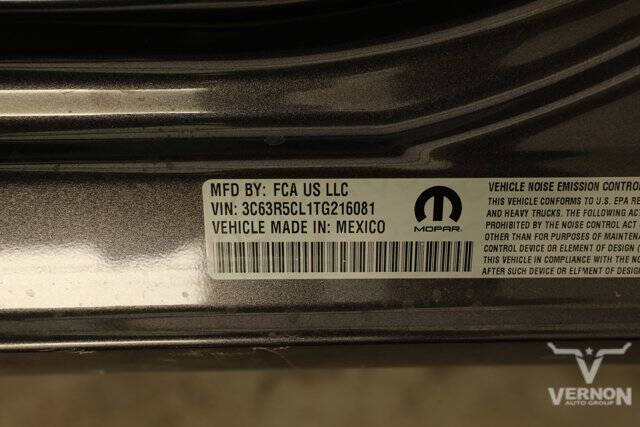 MFD BY: FCA US LLC
VIN: 3C63R5CL1TG216081
VEHICLE MADE IN: MEXICO
MOPAR
VEHICLE NOISE EMISSION CONTROL
THIS VEHICLE CONFORMS TO U.S. EPA RE
AND HEAVY TRUCKS. THE FOLLOWING ACT
PROHIBITED BY THE NOISE CONTROL ACT
OTHER THAN FOR PURPOSES OF MAINTENA
CONTROL DEVICE OR ELEMENT OF DESIGN (
THIS VEHICLE IN COMPLIANCE WITH THE NO
AFTER SUCH DEVICE OR ELEMENT OF DESIGN
VERNON
AUTO GROUP